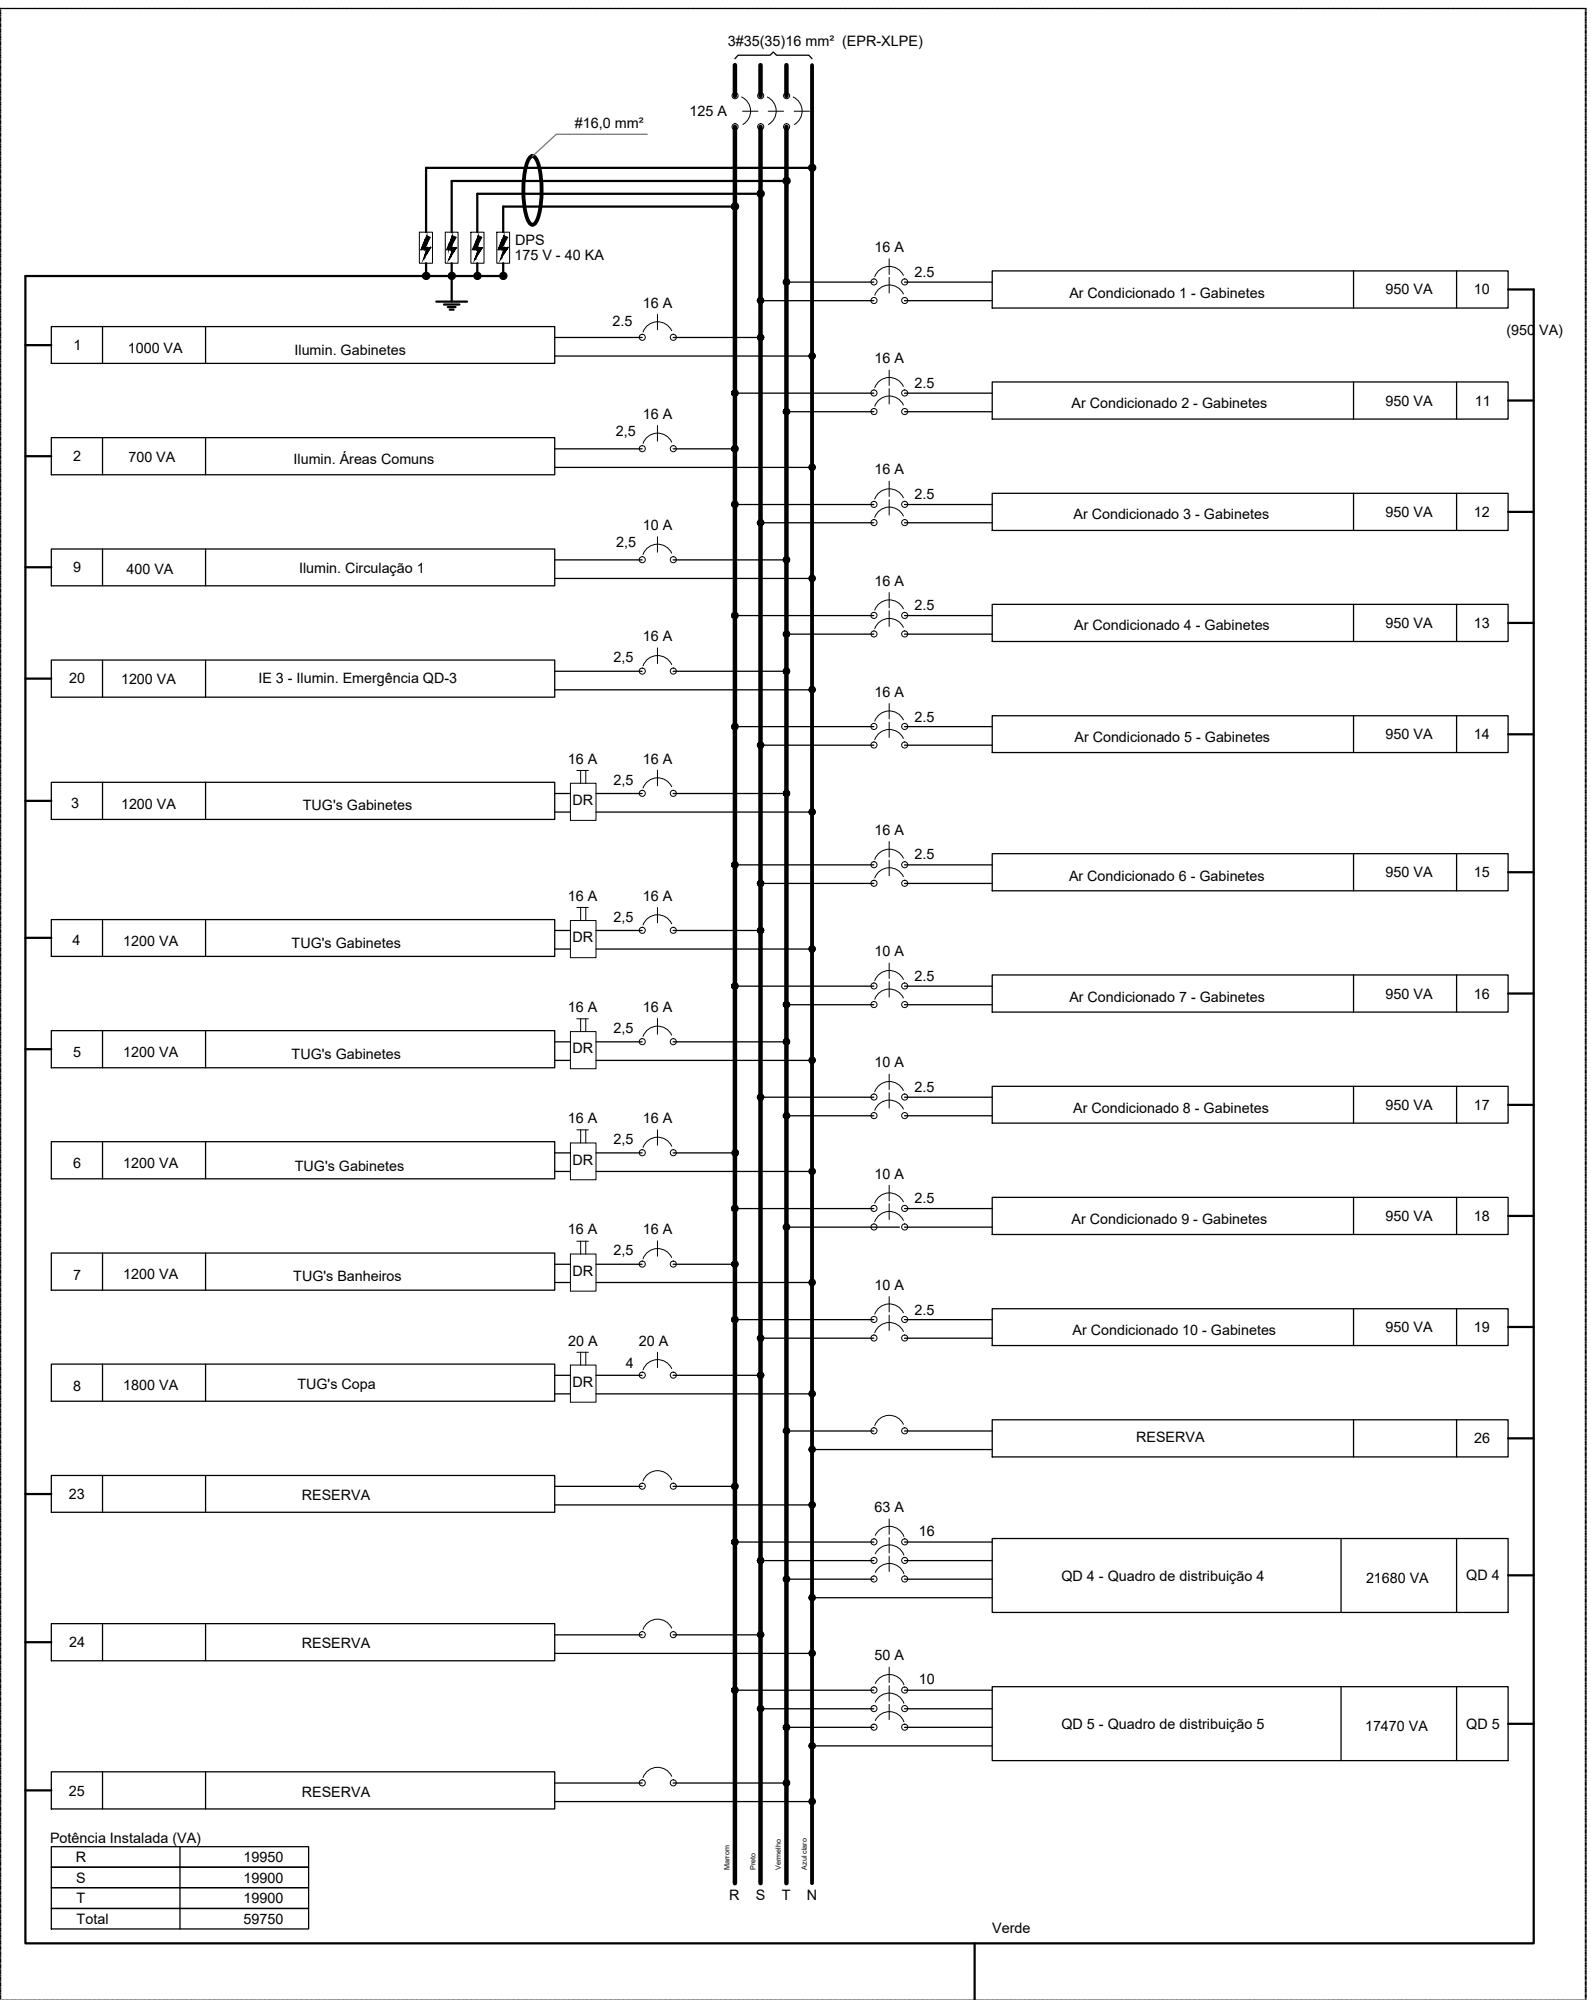 3#35(35)16 mm² (EPR-XLPE)
125 A
#16,0 mm²
DPS
175 V - 40 KA
16 A
2.5
1 1000 VA Ilumin. Gabinetes
16 A
2,5
2 700 VA Ilumin. Áreas Comuns
10 A
2,5
9 400 VA Ilumin. Circulação 1
16 A
2,5
20 1200 VA IE 3 - Ilumin. Emergência QD-3
16 A 16 A
2,5
3 1200 VA TUG's Gabinetes DR
16 A 16 A
2,5
4 1200 VA TUG's Gabinetes DR
16 A 16 A
2,5
5 1200 VA TUG's Gabinetes DR
16 A 16 A
2,5
6 1200 VA TUG's Gabinetes DR
16 A 16 A
2,5
7 1200 VA TUG's Banheiros DR
20 A 20 A
4
8 1800 VA TUG's Copa DR
23 RESERVA
24 RESERVA
25 RESERVA
16 A
2.5
Ar Condicionado 1 - Gabinetes 950 VA 10
(950 VA)
16 A
2.5
Ar Condicionado 2 - Gabinetes 950 VA 11
16 A
2.5
Ar Condicionado 3 - Gabinetes 950 VA 12
16 A
2.5
Ar Condicionado 4 - Gabinetes 950 VA 13
16 A
2.5
Ar Condicionado 5 - Gabinetes 950 VA 14
16 A
2.5
Ar Condicionado 6 - Gabinetes 950 VA 15
10 A
2.5
Ar Condicionado 7 - Gabinetes 950 VA 16
10 A
2.5
Ar Condicionado 8 - Gabinetes 950 VA 17
10 A
2.5
Ar Condicionado 9 - Gabinetes 950 VA 18
10 A
2.5
Ar Condicionado 10 - Gabinetes 950 VA 19
RESERVA 26
63 A
16
QD 4 - Quadro de distribuição 4 21680 VA QD 4
50 A
10
QD 5 - Quadro de distribuição 5 17470 VA QD 5
Potência Instalada (VA)
R 19950
S 19900
T 19900
Total 59750
Marrom
Preto
Vermelho
Azul claro
R S T N
Verde